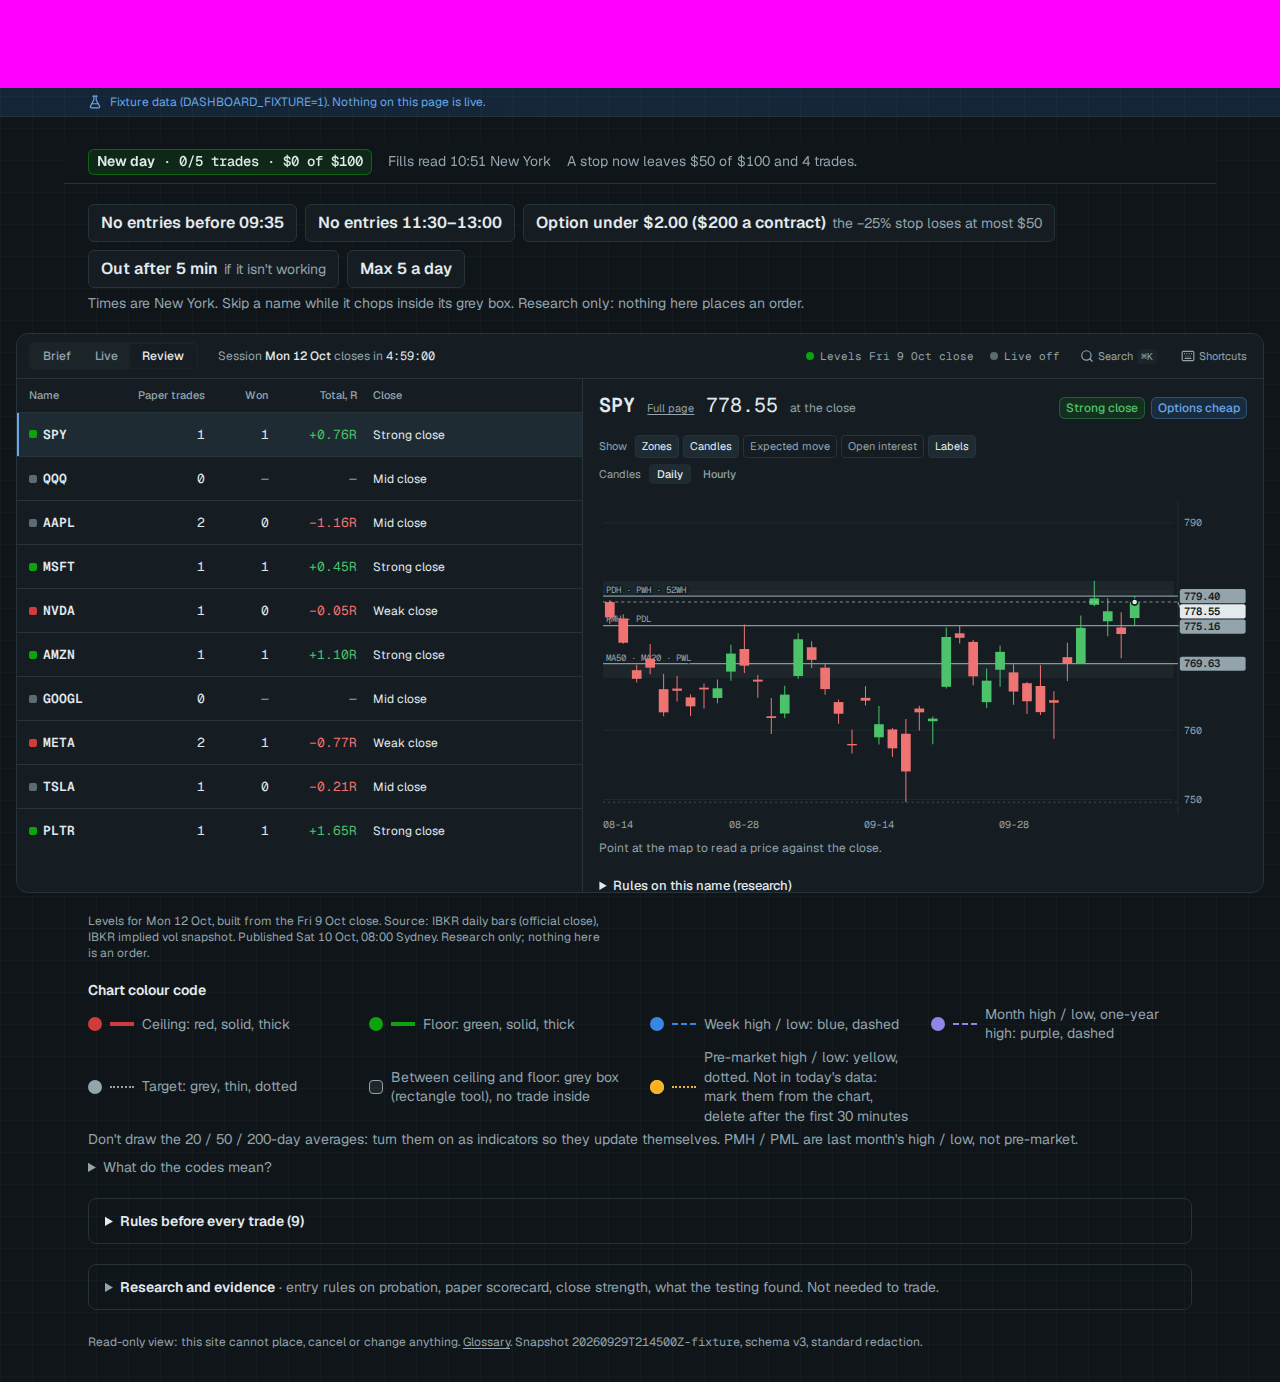 Fixture data (DASHBOARD_FIXTURE=1). Nothing on this page is live.
New day · 0/5 trades · $0 of $100
Fills read 10:51 New York
A stop now leaves $50 of $100 and 4 trades.
No entries before 09:35
No entries 11:30–13:00
Option under $2.00 ($200 a contract) the −25% stop loses at most $50
Out after 5 min if it isn't working
Max 5 a day
Times are New York. Skip a name while it chops inside its grey box. Research only: nothing here places an order.
Brief Live Review
Session Mon 12 Oct closes in 4:59:00
Levels Fri 9 Oct close
Live off
Search ⌘K
Shortcuts
Name Paper trades Won Total, R Close
SPY 1 1 +0.76R Strong close
QQQ 0 – – Mid close
AAPL 2 0 −1.16R Mid close
MSFT 1 1 +0.45R Strong close
NVDA 1 0 −0.05R Weak close
AMZN 1 1 +1.10R Strong close
GOOGL 0 – – Mid close
META 2 1 −0.77R Weak close
TSLA 1 0 −0.21R Mid close
PLTR 1 1 +1.65R Strong close
SPY Full page 778.55 at the close
Strong close Options cheap
Show Zones Candles Expected move Open interest Labels
Candles Daily Hourly
790
PDH · PWH · 52WH
779.40
778.55
PDL
775.16
MA50 · MA20 · PWL
769.63
760
750
08-14 08-28 09-14 09-28
Point at the map to read a price against the close.
Rules on this name (research)
Levels for Mon 12 Oct, built from the Fri 9 Oct close. Source: IBKR daily bars (official close),
IBKR implied vol snapshot. Published Sat 10 Oct, 08:00 Sydney. Research only; nothing here
is an order.
Chart colour code
Ceiling: red, solid, thick
Floor: green, solid, thick
Week high / low: blue, dashed
Month high / low, one-year
high: purple, dashed
Target: grey, thin, dotted
Between ceiling and floor: grey box
(rectangle tool), no trade inside
Pre-market high / low: yellow,
dotted. Not in today's data:
mark them from the chart,
delete after the first 30 minutes
Don't draw the 20 / 50 / 200-day averages: turn them on as indicators so they update themselves. PMH / PML are last month's high / low, not pre-market.
What do the codes mean?
Rules before every trade (9)
Research and evidence · entry rules on probation, paper scorecard, close strength, what the testing found. Not needed to trade.
Read-only view: this site cannot place, cancel or change anything. Glossary. Snapshot 20260929T214500Z-fixture, schema v3, standard redaction.